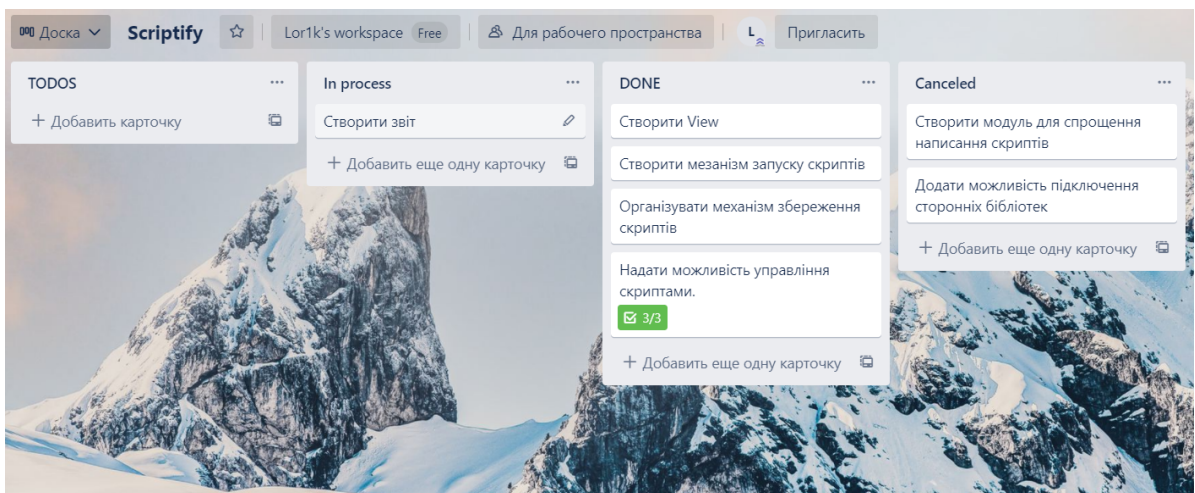 Доска
Scriptify
Lor1k's workspace Free
Для рабочего пространства
L
Пригласить
TODOS
+ Добавить карточку
In process
Створити звіт
+ Добавить еще одну карточку
DONE
Створити View
Створити мезанізм запуску скриптів
Організувати механізм збереження
скриптів
Надати можливість управління
скриптами.
3/3
+ Добавить еще одну карточку
Canceled
Створити модуль для спрощення
написання скриптів
Додати можливість підключення
сторонніх бібліотек
+ Добавить еще одну карточку